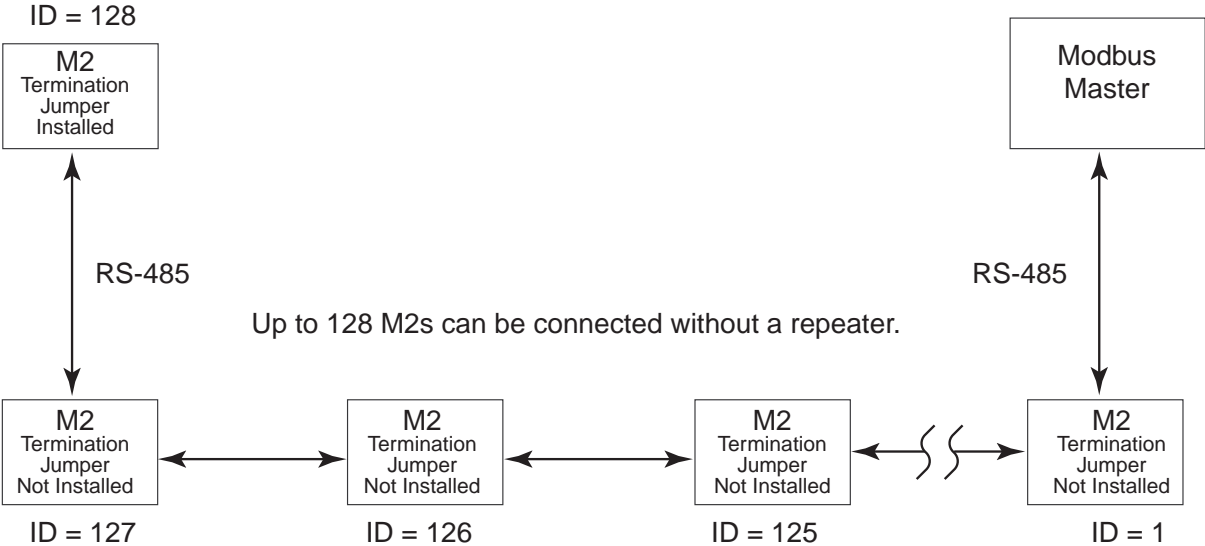 ID = 128
M2
Termination
Jumper
Installed
Modbus
Master
RS-485
RS-485
Up to 128 M2s can be connected without a repeater.
M2
Termination
Jumper
Not Installed
M2
Termination
Jumper
Not Installed
M2
Termination
Jumper
Not Installed
M2
Termination
Jumper
Not Installed
ID = 127
ID = 126
ID = 125
ID = 1